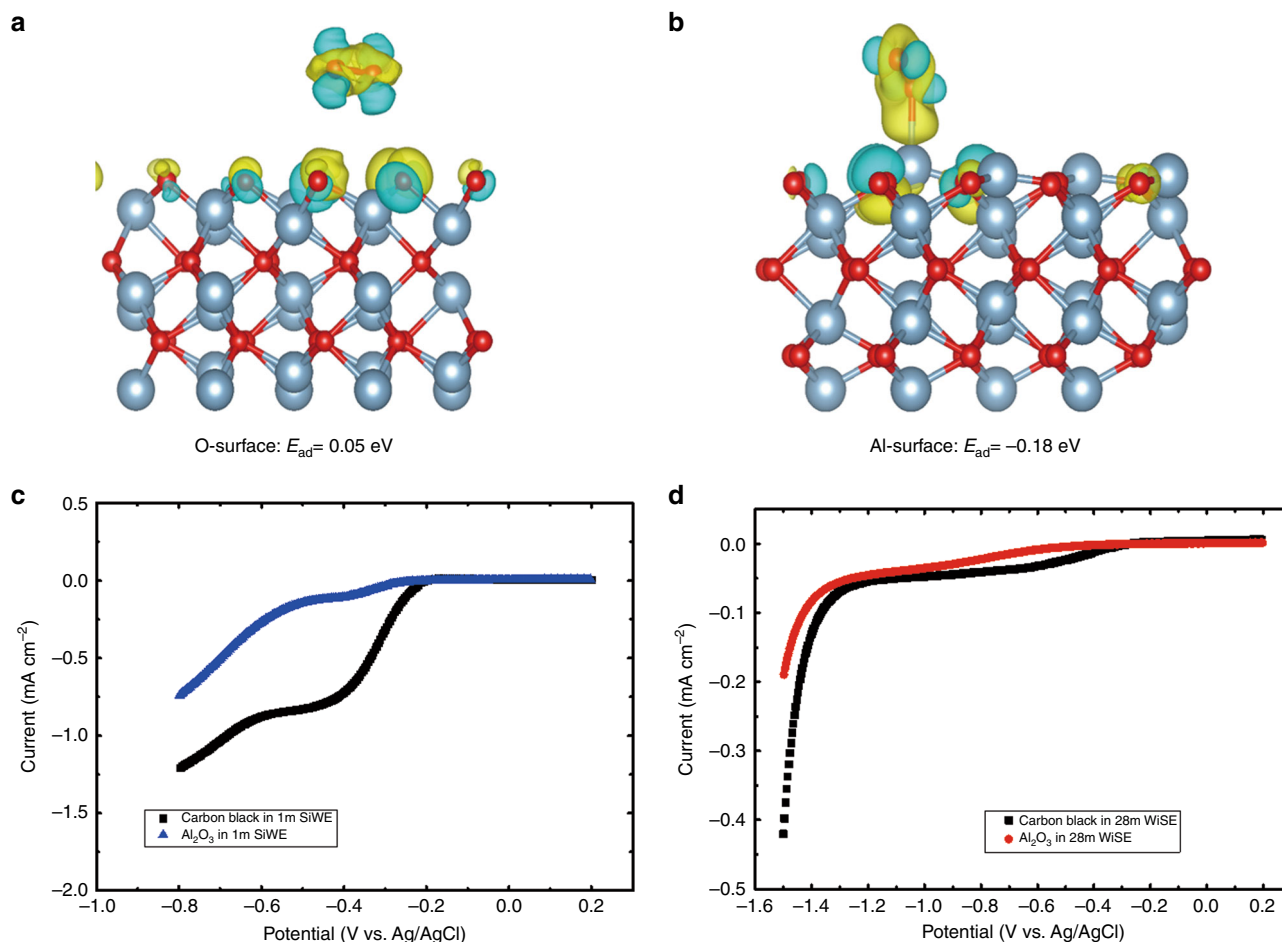 a
b
O-surface: E_ad= 0.05 eV
Al-surface: E_ad= –0.18 eV
c
0.5
0.0
–0.5
–1.0
–1.5
–2.0
Current (mA cm⁻²)
Carbon black in 1m SiWE
Al₂O₃ in 1m SiWE
–1.0 –0.8 –0.6 –0.4 –0.2 0.0 0.2
Potential (V vs. Ag/AgCl)
d
0.0
–0.1
–0.2
–0.3
–0.4
–0.5
Current (mA cm⁻²)
Carbon black in 28m WiSE
Al₂O₃ in 28m WiSE
–1.6 –1.4 –1.2 –1.0 –0.8 –0.6 –0.4 –0.2 0.0 0.2
Potential (V vs. Ag/AgCl)